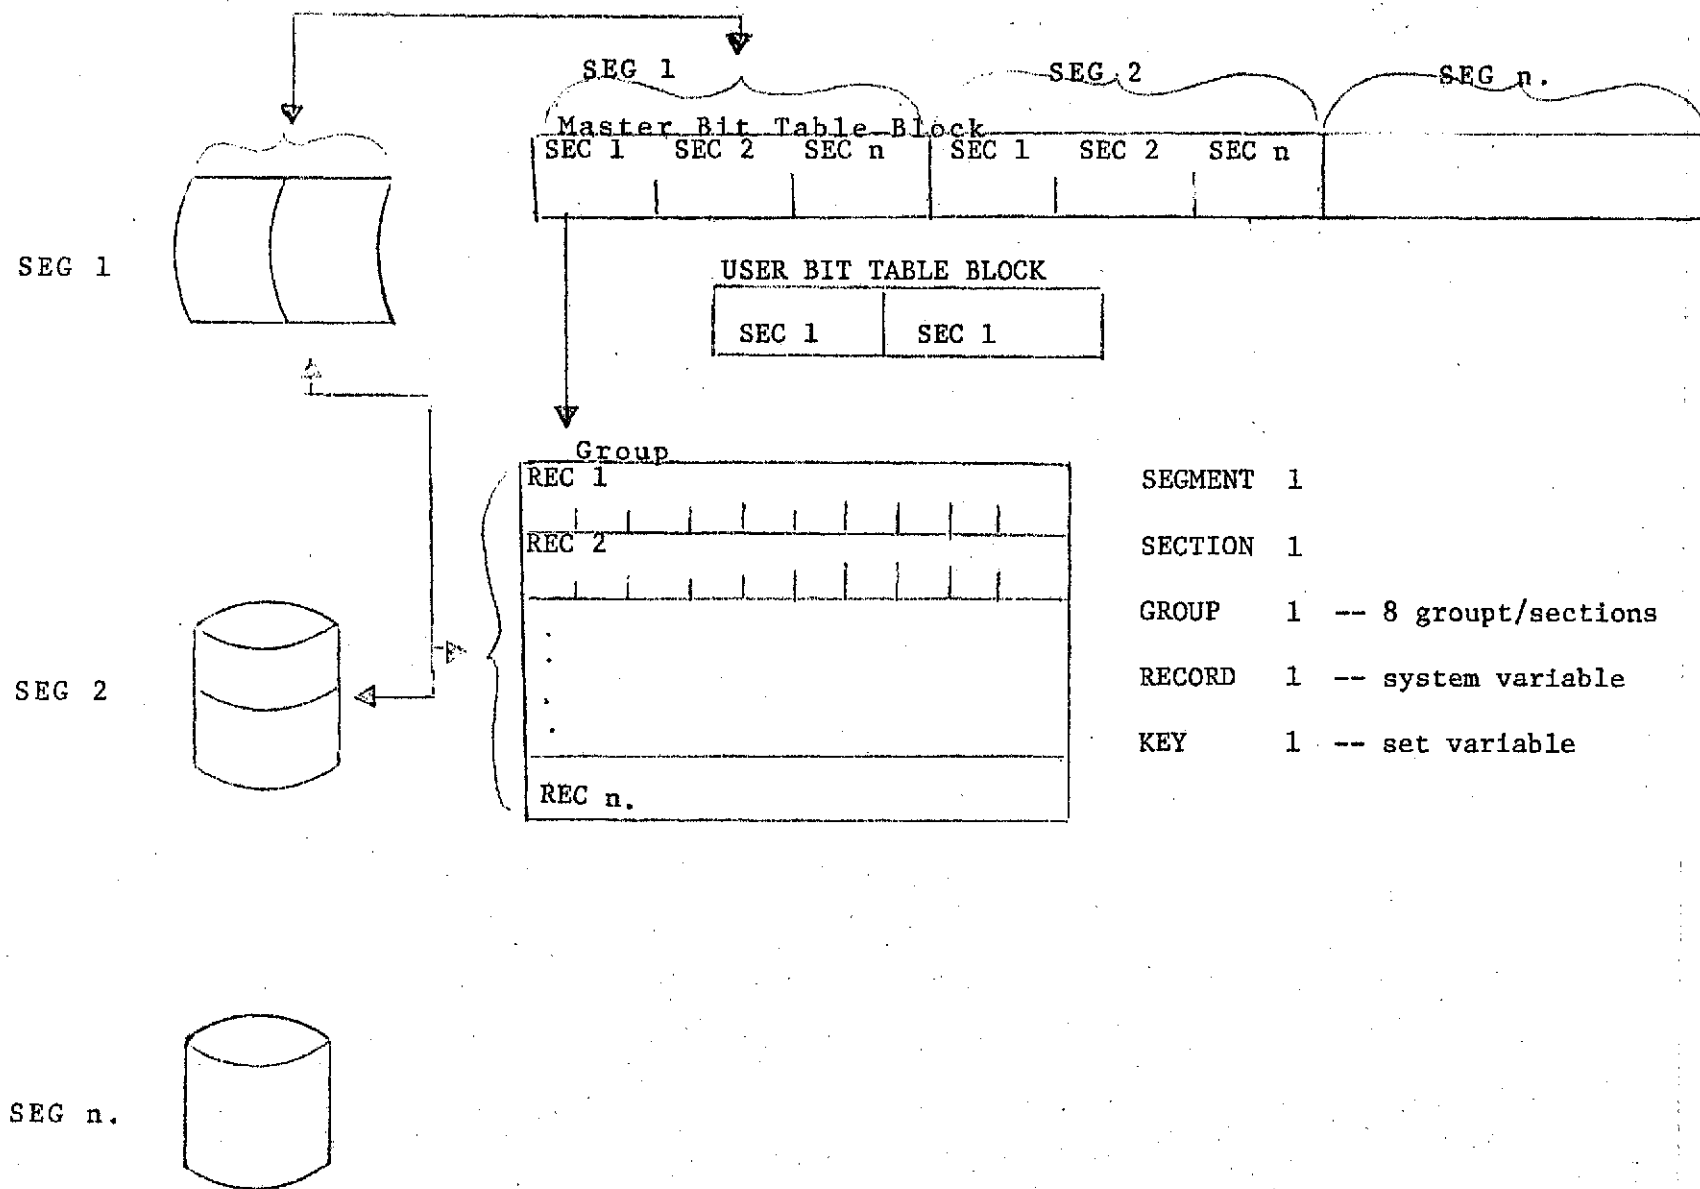 SEG 1 SEG 2 SEG n.
Master Bit Table Block
SEC 1 SEC 2 SEC n SEC 1 SEC 2 SEC n
SEG 1
USER BIT TABLE BLOCK
SEC 1 SEC 1
Group
REC 1
REC 2
REC n.
SEGMENT 1
SECTION 1
GROUP 1 -- 8 groupt/sections
RECORD 1 -- system variable
KEY 1 -- set variable
SEG 2
SEG n.